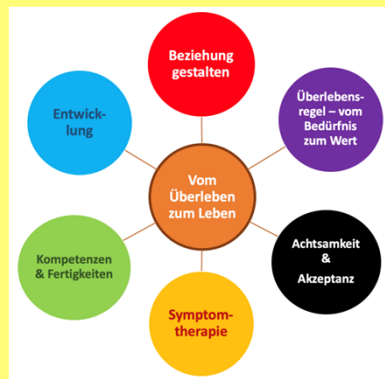 Beziehung
gestalten
Überlebens-
regel – vom
Bedürfnis
zum Wert
Achtsamkeit
&
Akzeptanz
Symptom-
therapie
Kompetenzen
& Fertigkeiten
Entwick-
lung
Vom
Überleben
zum Leben